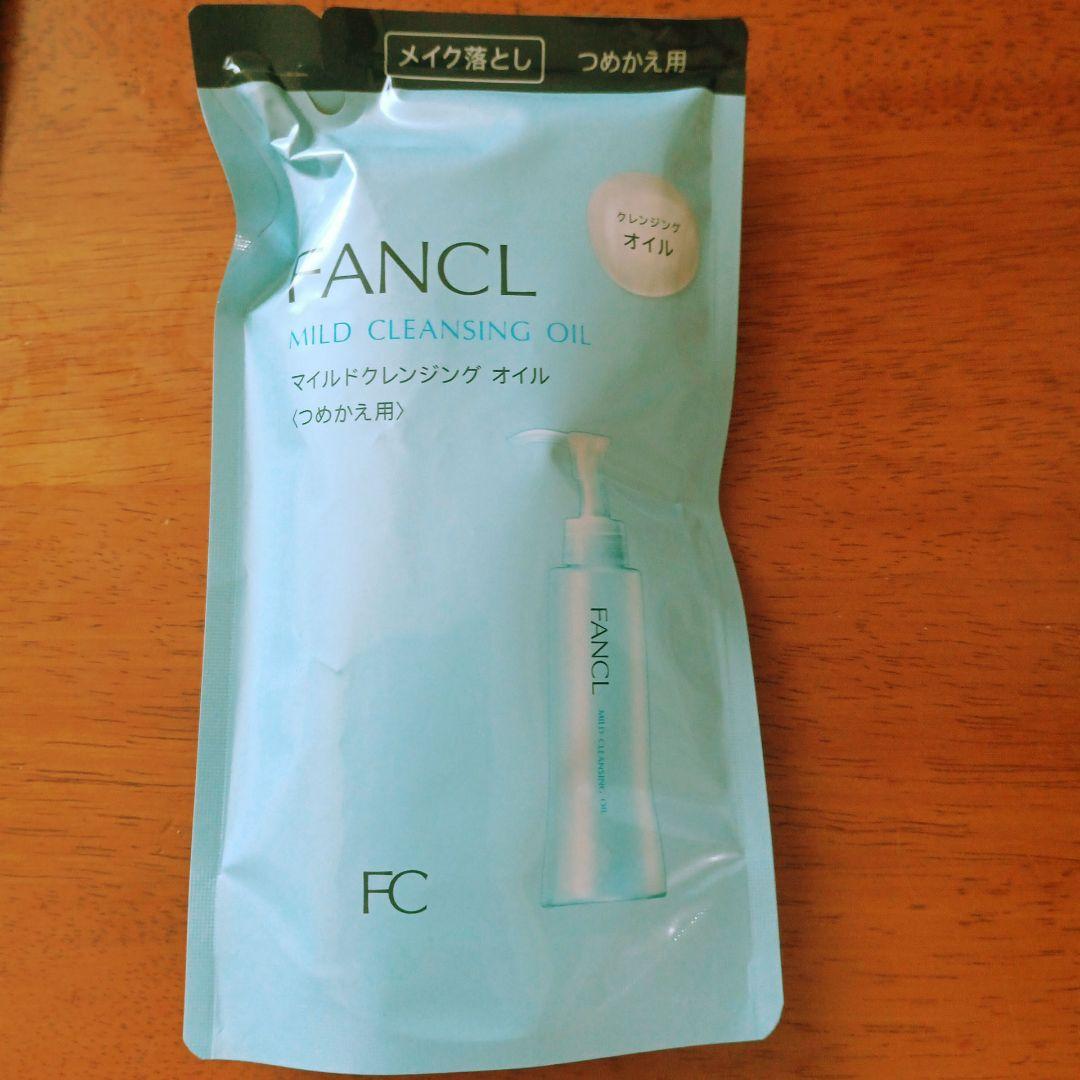 メイク落とし つめかえ用
クレンジング
オイル
FANCL
MILD CLEANSING OIL
マイルドクレンジング オイル
〈つめかえ用〉
FANCL MILD CLEANSING OIL
FC